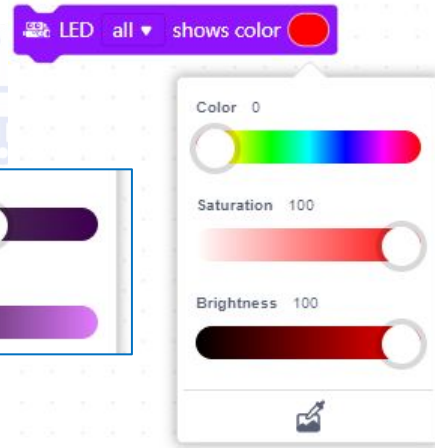 LED all ▾ shows color
Color 0
Saturation 100
Brightness 100